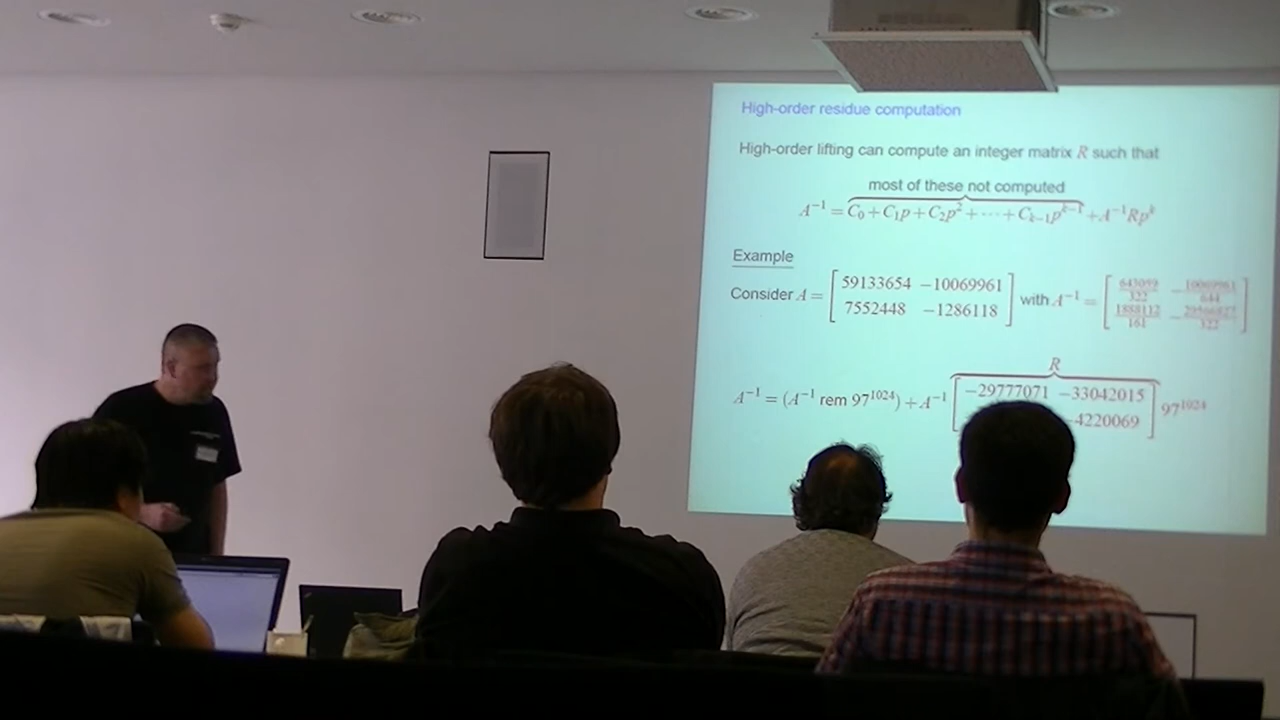 High-order residue computation
High-order lifting can compute an integer matrix R such that
most of these not computed
A⁻¹ = C₀ + C₁p + C₂p² + ··· + Cₖ₋₁pᵏ⁻¹ + A⁻¹Rpᵏ
Example
Consider A = [59133654 −10069961; 7552448 −1286118] with A⁻¹ =
R
A⁻¹ = (A⁻¹ rem 97¹⁰²⁴) + A⁻¹ [−29777071 −33042015; −4220069] 97¹⁰²⁴